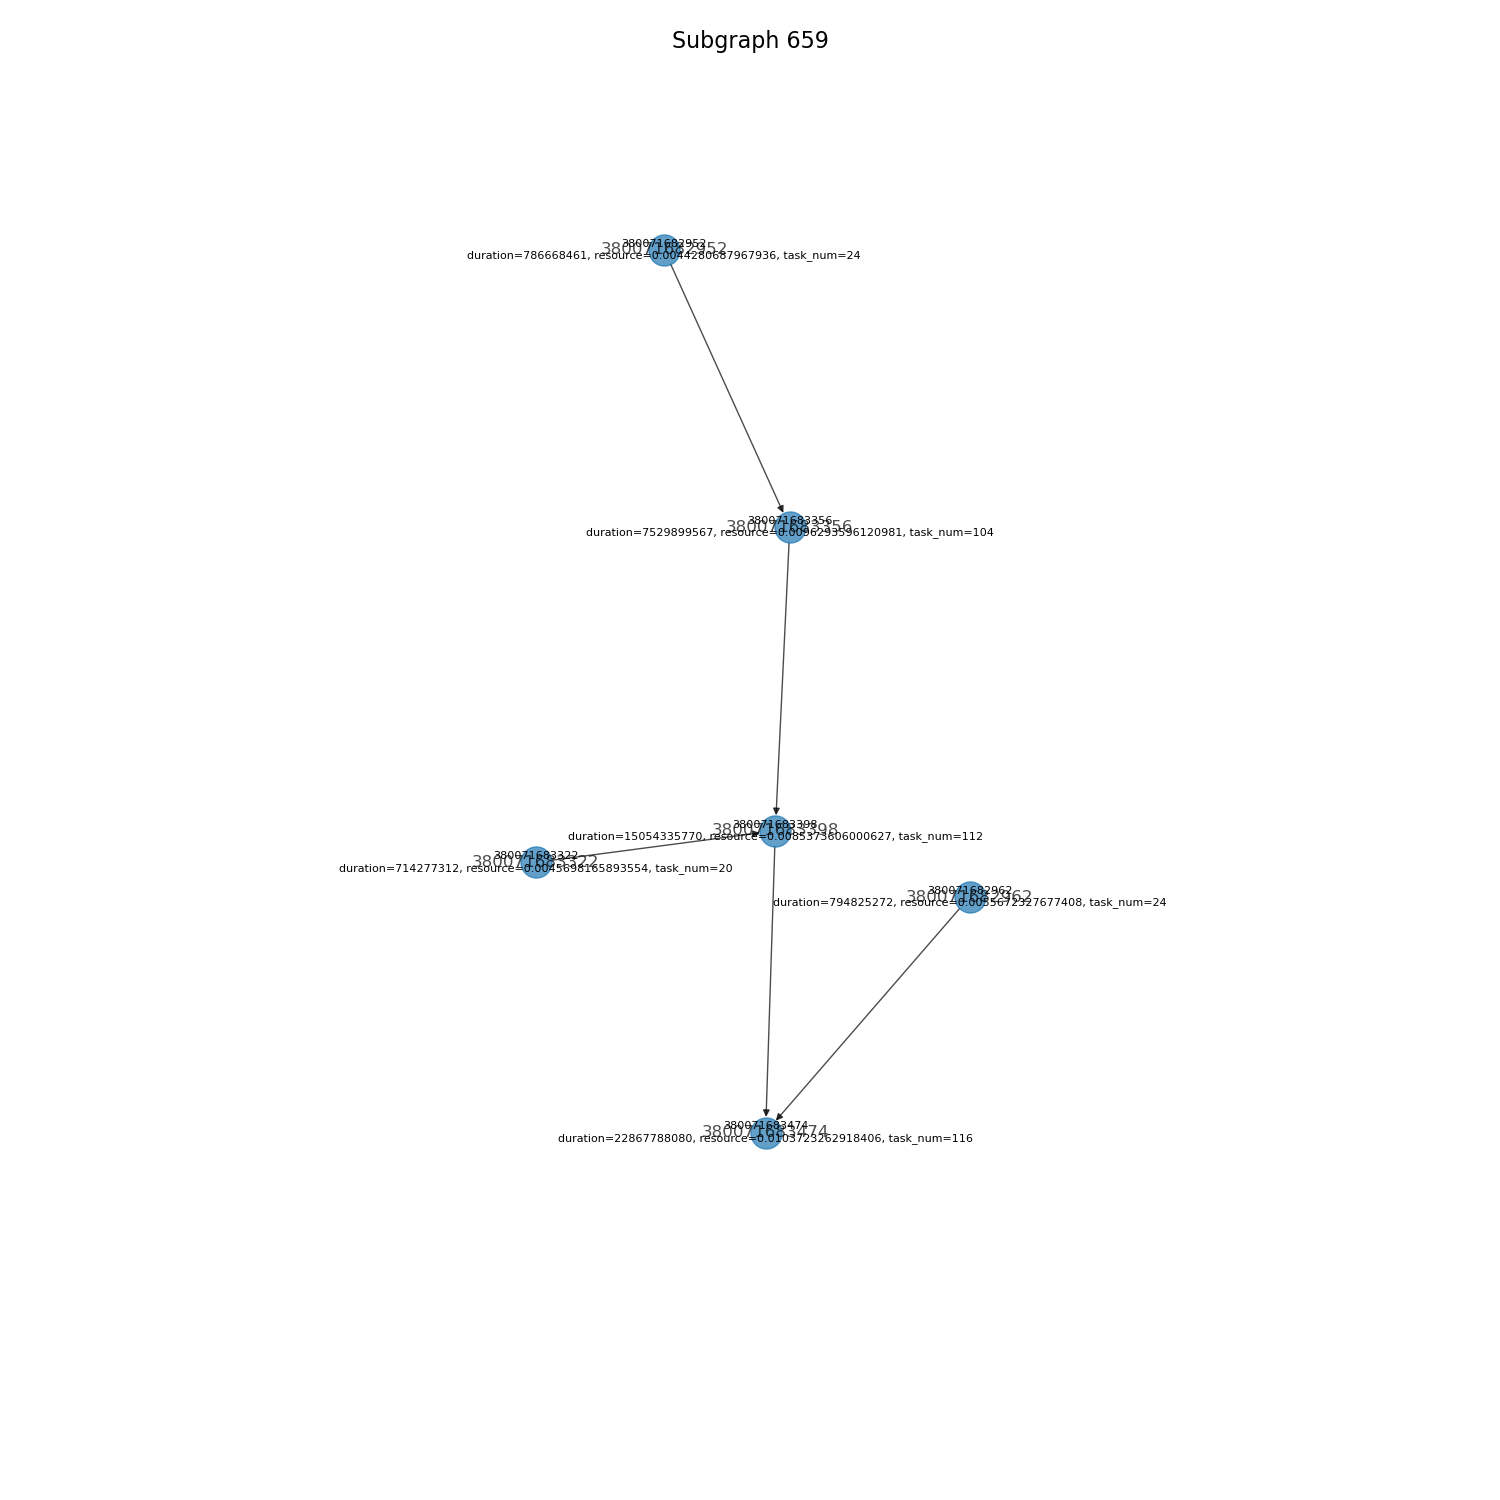 Subgraph 659
380071682952
380071682952
duration=786668461, resource=0.0044280687967936, task_num=24
380071683356
380071683356
duration=7529899567, resource=0.0096293596120981, task_num=104
380071683398
380071683398
duration=15054335770, resource=0.0085373606000627, task_num=112
380071683322
380071683322
duration=714277312, resource=0.0045698165893554, task_num=20
380071682962
380071682962
duration=794825272, resource=0.0055672327677408, task_num=24
380071683474
380071683474
duration=22867788080, resource=0.0103723262918406, task_num=116